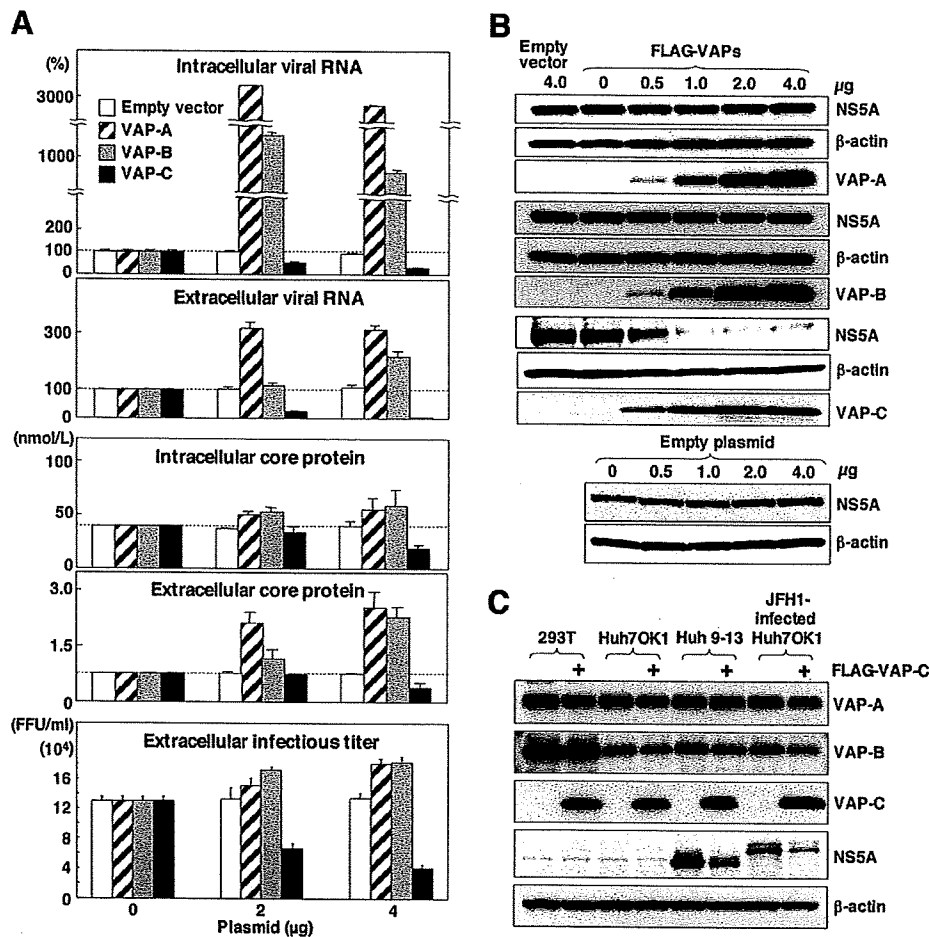 A
(%)
Intracellular viral RNA
3000
Empty vector
VAP-A
VAP-B
VAP-C
1000
200
100
0
Extracellular viral RNA
300
100
0
(nmol/L)
Intracellular core protein
100
50
0
Extracellular core protein
3.0
1.5
0
(FFU/ml)
(10⁴)
Extracellular infectious titer
16
12
8
4
0
0 2 4
Plasmid (µg)
B
Empty vector
FLAG-VAPs
4.0 0 0.5 1.0 2.0 4.0 µg
NS5A
β-actin
VAP-A
NS5A
β-actin
VAP-B
NS5A
β-actin
VAP-C
Empty plasmid
0 0.5 1.0 2.0 4.0 µg
NS5A
β-actin
C
293T Huh7OK1 Huh 9-13 JFH1-infected Huh7OK1
+ + + + FLAG-VAP-C
VAP-A
VAP-B
VAP-C
NS5A
β-actin